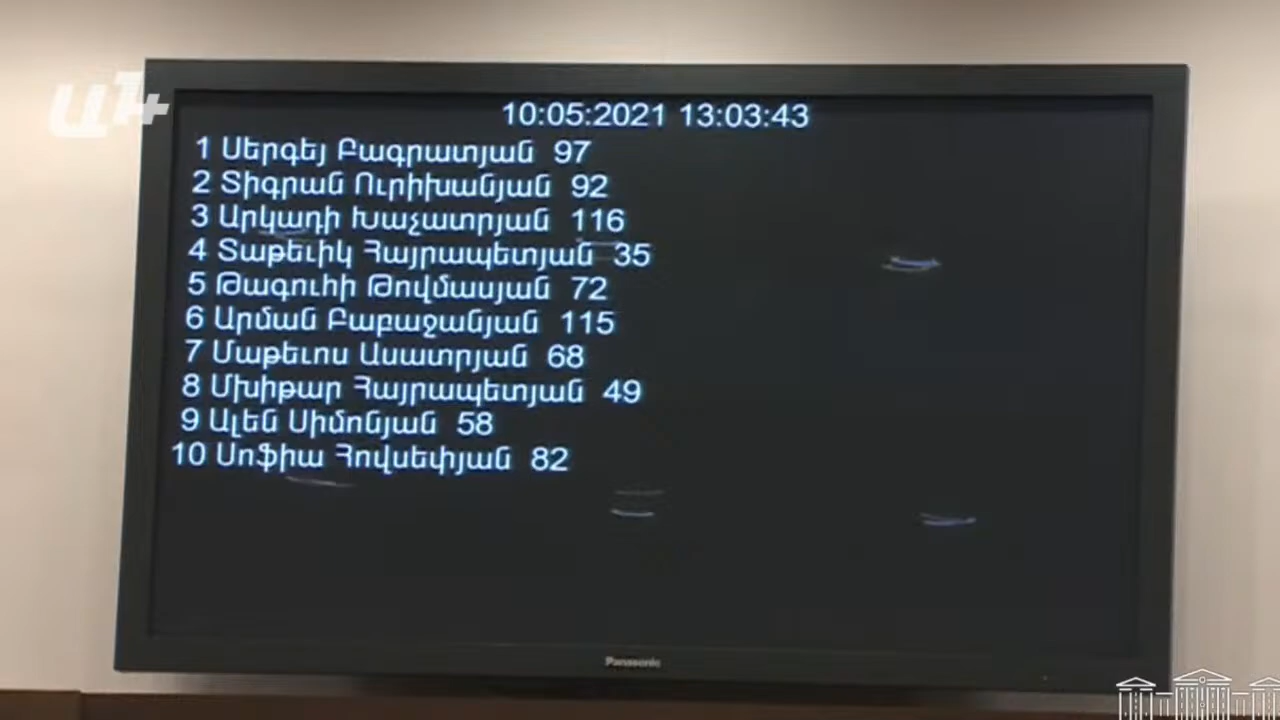 ԱԺ+
10:05:2021 13:03:43
1 Սերգեյ Բագրատյան 97
2 Տիգրան Ուրիխանյան 92
3 Արկադի Խաչատրյան 116
4 Տաթեւիկ Հայրապետյան 35
5 Թագուհի Թովմասյան 72
6 Արման Բաբաջանյան 115
7 Մաթեւոս Ասատրյան 68
8 Մխիթար Հայրապետյան 49
9 Ալեն Սիմոնյան 58
10 Սոֆիա Հովսեփյան 82
Panasonic